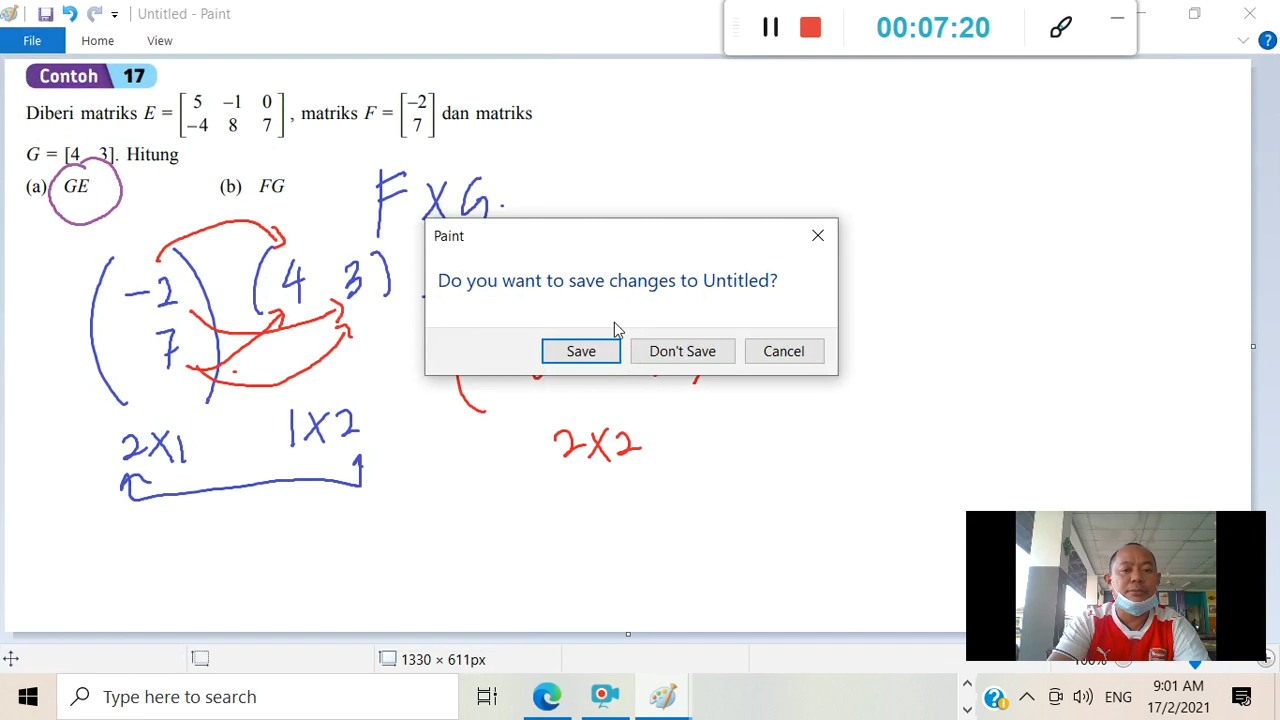 Untitled - Paint
00:07:20
File Home View
Contoh 17
Diberi matriks E = [5 −1 0
−4 8 7], matriks F = [−2
7] dan matriks
G = [4 3]. Hitung
(a) GE (b) FG
F X G.
Paint
Do you want to save changes to Untitled?
Save Don't Save Cancel
(−2
7) (4 3)
2X1 1X2
2X2
1330 × 611px
100%
Type here to search
ENG
9:01 AM
17/2/2021